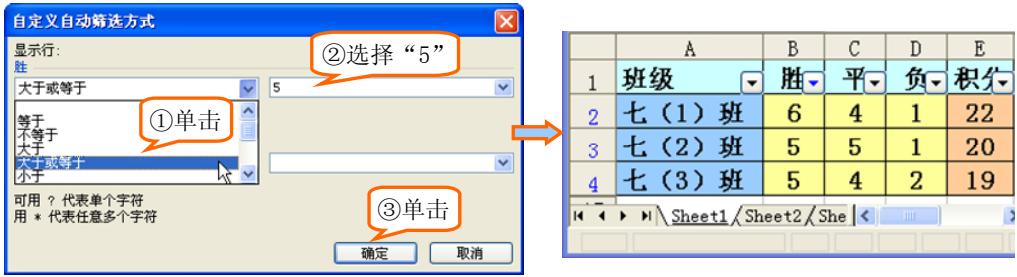 自定义自动筛选方式
显示行:
胜
②选择“5”
大于或等于
5
①单击
等于
不等于
大于
大于或等于
小于
可用 ? 代表单个字符
用 * 代表任意多个字符
③单击
确定 取消
A B C D E
1 班级 胜 平 负 积分
2 七（1）班 6 4 1 22
3 七（2）班 5 5 1 20
4 七（3）班 5 4 2 19
Sheet1 Sheet2 She